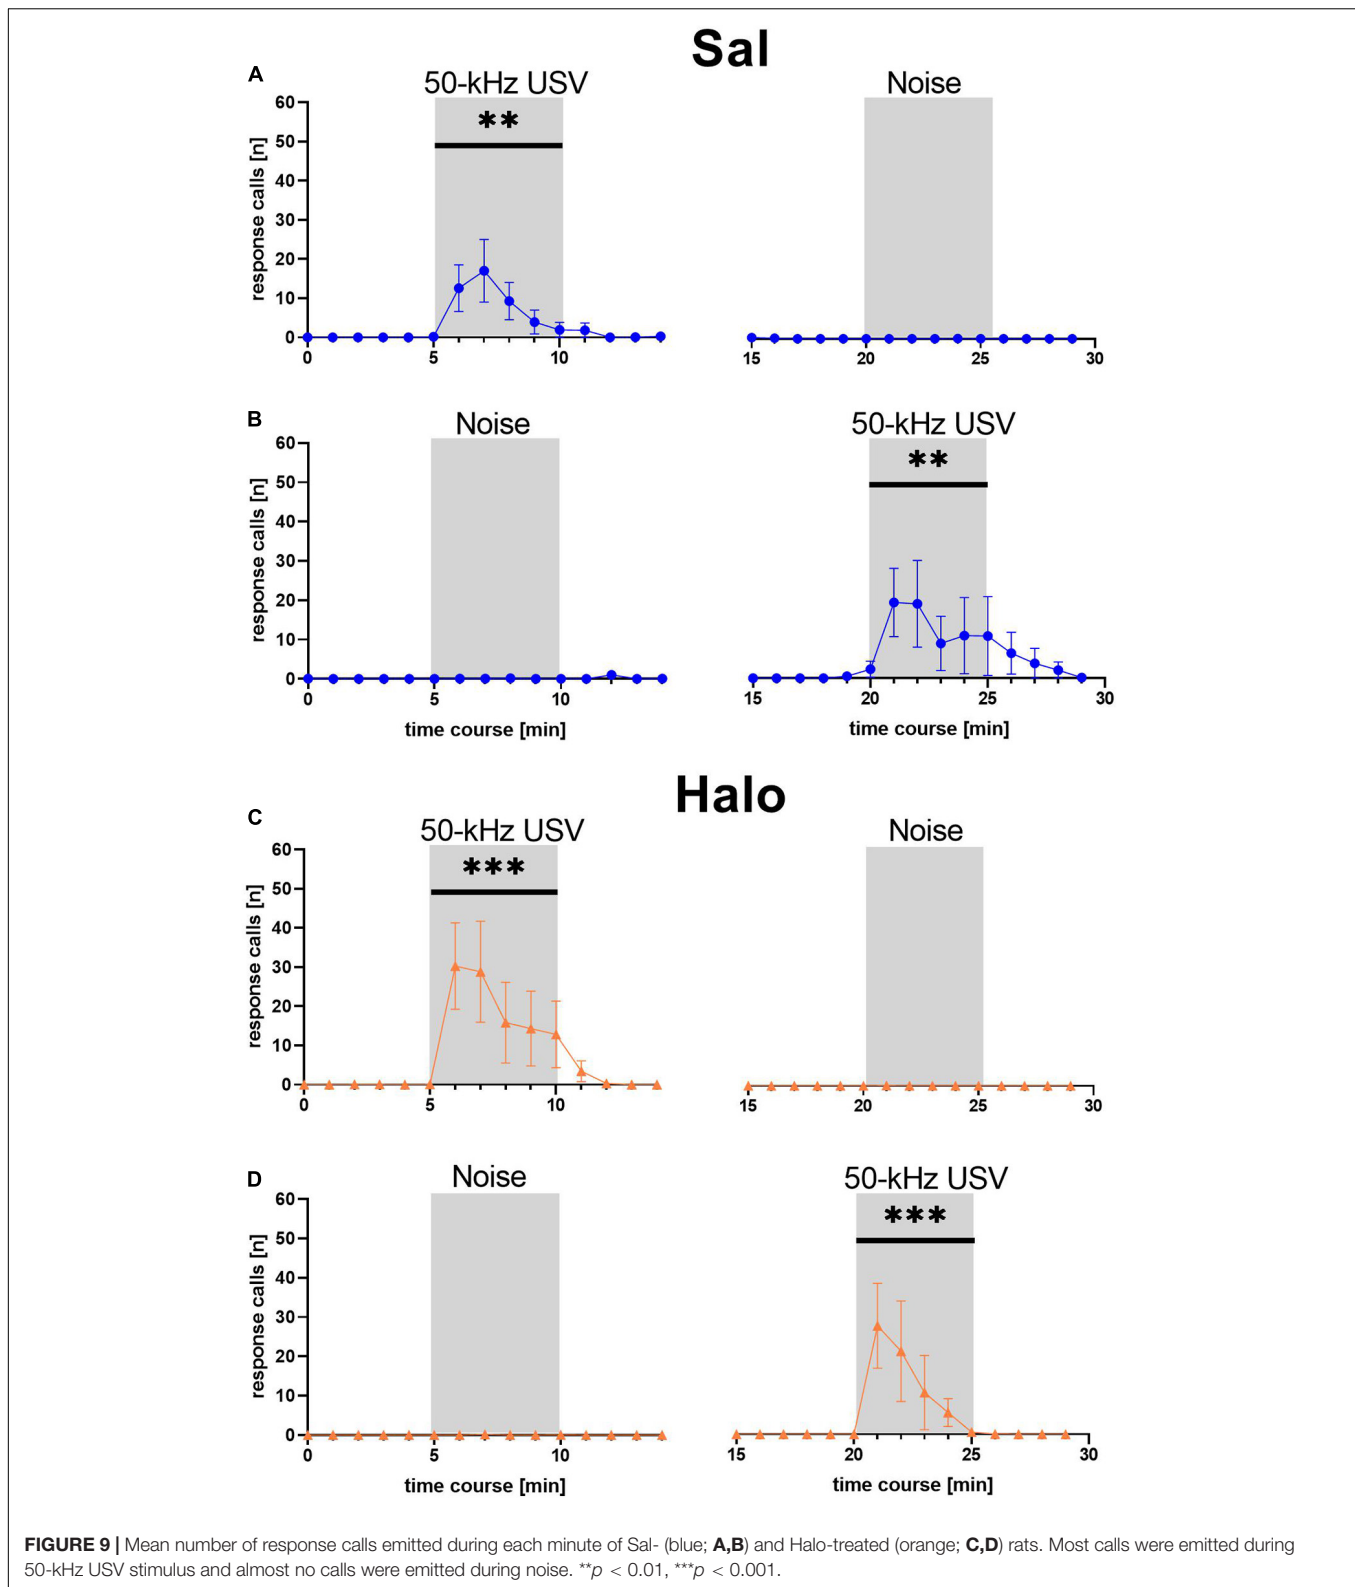 Sal
A
50-kHz USV
Noise
**
response calls [n]
60
50
40
30
20
10
0
0 5 10
15 20 25 30
B
Noise
50-kHz USV
**
response calls [n]
60
50
40
30
20
10
0
0 5 10
15 20 25 30
time course [min]
time course [min]
Halo
C
50-kHz USV
Noise
***
response calls [n]
60
50
40
30
20
10
0
0 5 10
15 20 25 30
D
Noise
50-kHz USV
***
response calls [n]
60
50
40
30
20
10
0
0 5 10
15 20 25 30
time course [min]
time course [min]
FIGURE 9 | Mean number of response calls emitted during each minute of Sal- (blue; A,B) and Halo-treated (orange; C,D) rats. Most calls were emitted during
50-kHz USV stimulus and almost no calls were emitted during noise. **p < 0.01, ***p < 0.001.